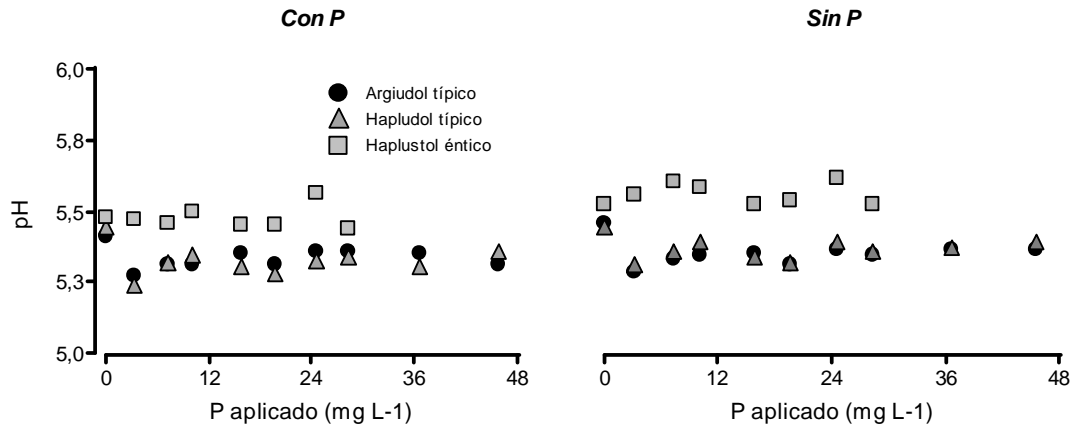 Con P
Sin P
6,0
5,8
5,5
5,3
5,0
pH
Argiudol típico
Hapludol típico
Haplustol éntico
0 12 24 36 48
0 12 24 36 48
P aplicado (mg L-1)
P aplicado (mg L-1)